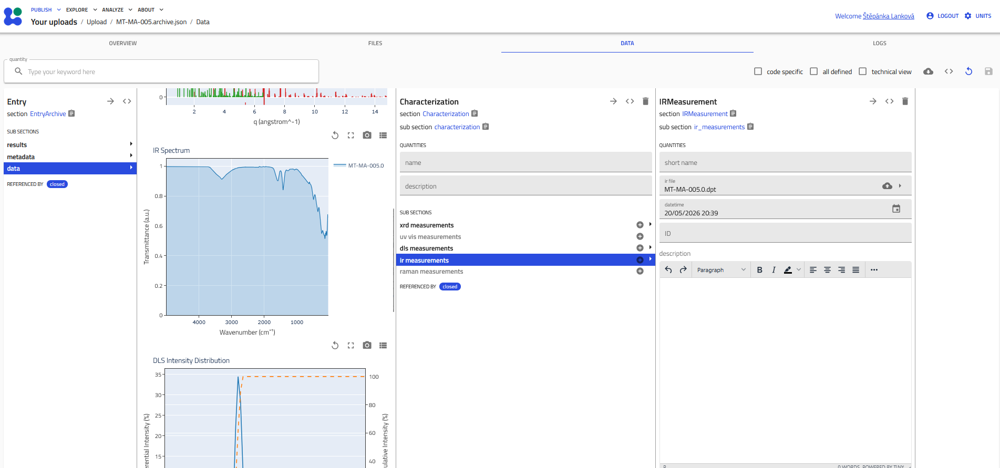 PUBLISH EXPLORE ANALYZE ABOUT
Your uploads / Upload / MT-MA-005.archive.json / Data
Welcome Štěpánka Lanková LOGOUT UNITS
OVERVIEW FILES DATA LOGS
quantity
Type your keyword here
code specific all defined technical view
Entry
section EntryArchive
SUB SECTIONS
results
metadata
data
REFERENCED BY closed
0
2 4 6 8 10 12 14
q (angstrom^-1)
IR Spectrum
MT-MA-005.0
1
0.8
0.6
0.4
0.2
0
Transmittance (a.u.)
4000 3000 2000 1000
Wavenumber (cm⁻¹)
DLS Intensity Distribution
35
30
25
20
15
100
80
60
40
erential Intensity (%)
ulative Intensity (%)
Characterization
section Characterization
sub section characterization
QUANTITIES
name
description
SUB SECTIONS
xrd measurements
uv vis measurements
dls measurements
ir measurements
raman measurements
REFERENCED BY closed
IRMeasurement
section IRMeasurement
sub section ir_measurements
QUANTITIES
short name
ir file
MT-MA-005.0.dpt
datetime
20/05/2026 20:39
ID
description
Paragraph B I
P 0 WORDS POWERED BY TINY